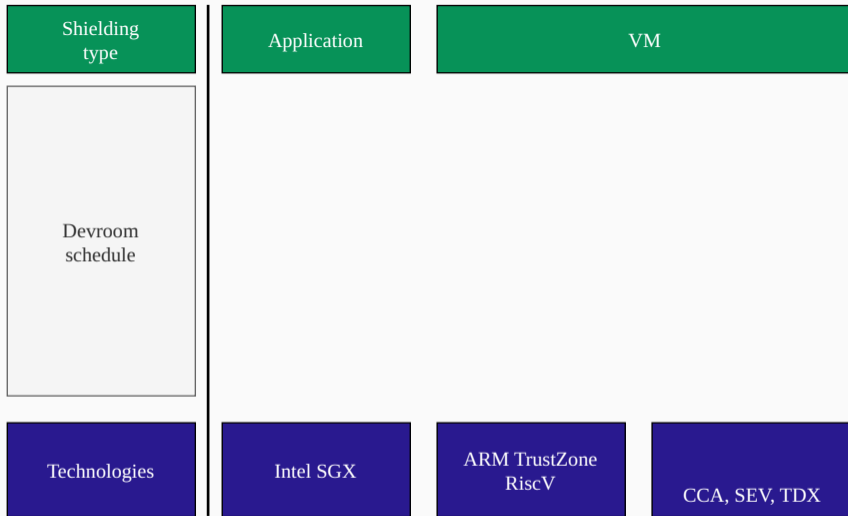 Shielding
type
Application
VM
Devroom
schedule
Technologies
Intel SGX
ARM TrustZone
RiscV
CCA, SEV, TDX